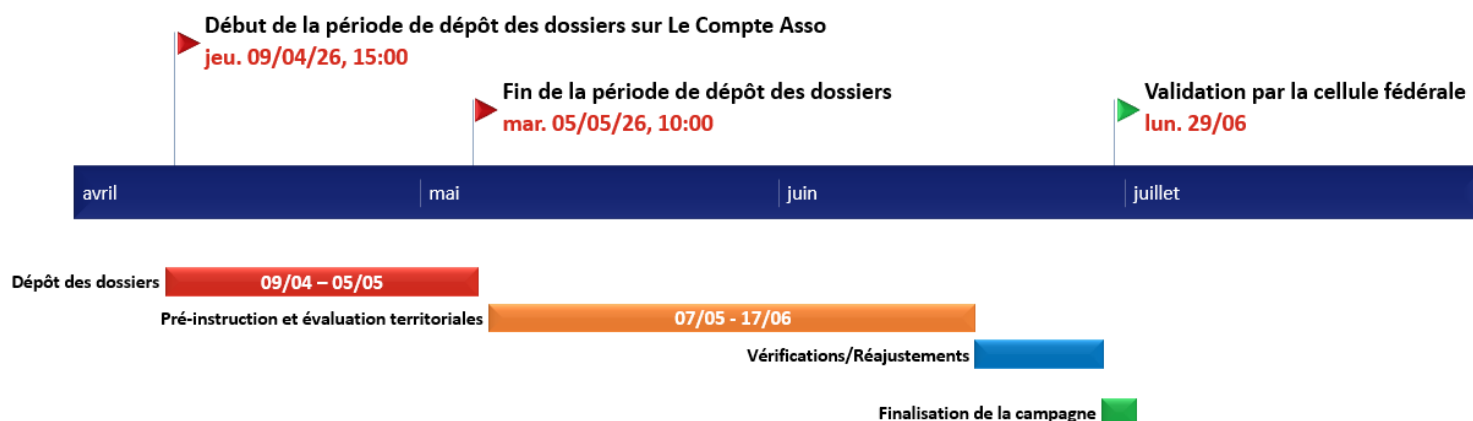 Début de la période de dépôt des dossiers sur Le Compte Asso
jeu. 09/04/26, 15:00
Fin de la période de dépôt des dossiers
mar. 05/05/26, 10:00
Validation par la cellule fédérale
lun. 29/06
avril
mai
juin
juillet
Dépôt des dossiers
09/04 – 05/05
Pré-instruction et évaluation territoriales
07/05 - 17/06
Vérifications/Réajustements
Finalisation de la campagne